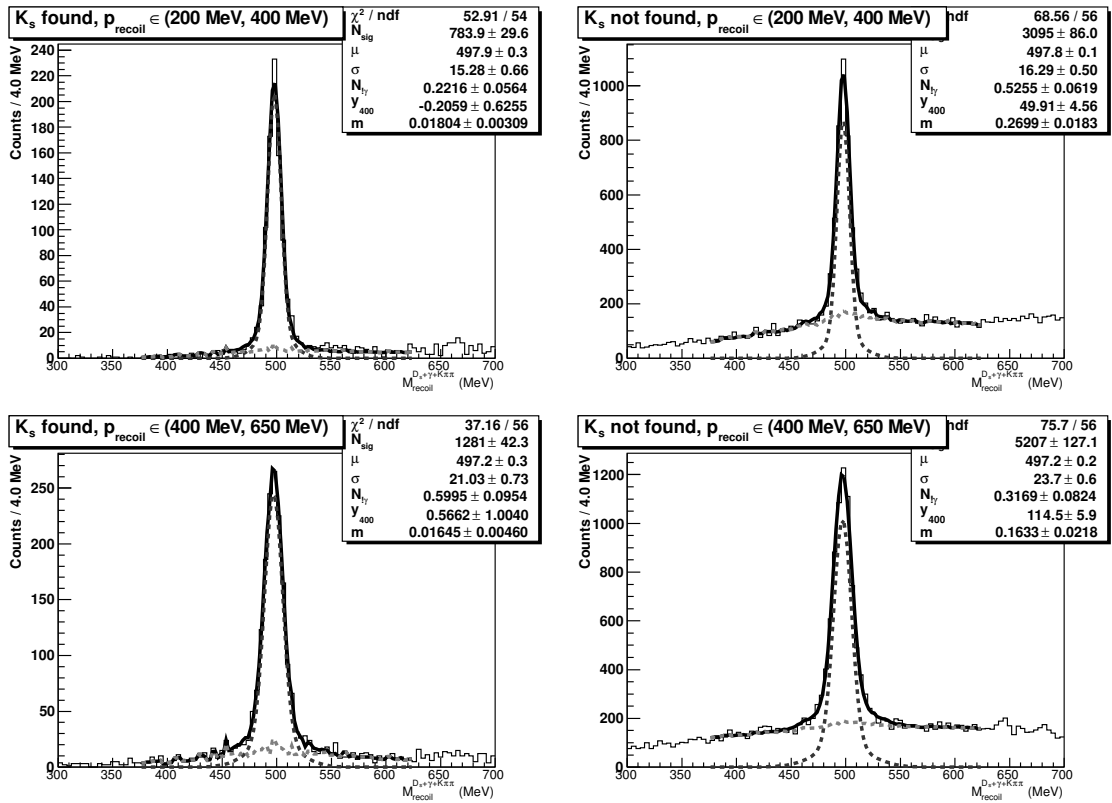 K_s found, p_recoil ∈ (200 MeV, 400 MeV)
χ² / ndf 52.91 / 54
N_sig 783.9 ± 29.6
μ 497.9 ± 0.3
σ 15.28 ± 0.66
N_!γ 0.2216 ± 0.0564
y_400 -0.2059 ± 0.6255
m 0.01804 ± 0.00309
Counts / 4.0 MeV
240
220
200
180
160
140
120
100
80
60
40
20
0
300 350 400 450 500 550 600 650 700
M_recoil^{D_s+γ+Kππ} (MeV)
K_s not found, p_recoil ∈ (200 MeV, 400 MeV)
ndf 68.56 / 56
3095 ± 86.0
μ 497.8 ± 0.1
σ 16.29 ± 0.50
N_!γ 0.5255 ± 0.0619
y_400 49.91 ± 4.56
m 0.2699 ± 0.0183
Counts / 4.0 MeV
1000
800
600
400
200
0
300 350 400 450 500 550 600 650 700
M_recoil^{D_s+γ+Kππ} (MeV)
K_s found, p_recoil ∈ (400 MeV, 650 MeV)
χ² / ndf 37.16 / 56
N_sig 1281 ± 42.3
μ 497.2 ± 0.3
σ 21.03 ± 0.73
N_!γ 0.5995 ± 0.0954
y_400 0.5662 ± 1.0040
m 0.01645 ± 0.00460
Counts / 4.0 MeV
250
200
150
100
50
0
300 350 400 450 500 550 600 650 700
M_recoil^{D_s+γ+Kππ} (MeV)
K_s not found, p_recoil ∈ (400 MeV, 650 MeV)
ndf 75.7 / 56
5207 ± 127.1
μ 497.2 ± 0.2
σ 23.7 ± 0.6
N_!γ 0.3169 ± 0.0824
y_400 114.5 ± 5.9
m 0.1633 ± 0.0218
Counts / 4.0 MeV
1200
1000
800
600
400
200
0
300 350 400 450 500 550 600 650 700
M_recoil^{D_s+γ+Kππ} (MeV)